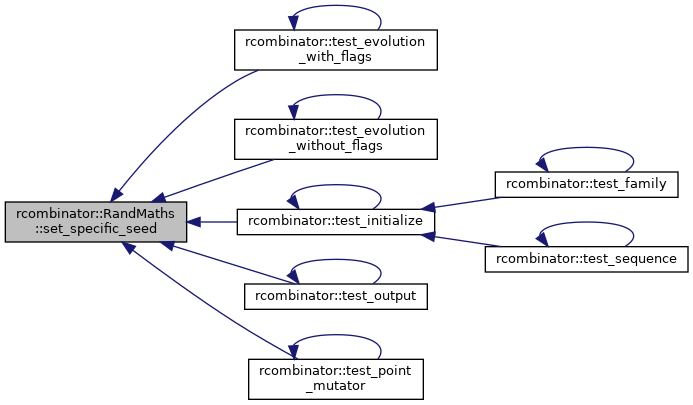 rcombinator::test_evolution
_with_flags
rcombinator::test_evolution
_without_flags
rcombinator::test_family
rcombinator::RandMaths
::set_specific_seed
rcombinator::test_initialize
rcombinator::test_sequence
rcombinator::test_output
rcombinator::test_point
_mutator